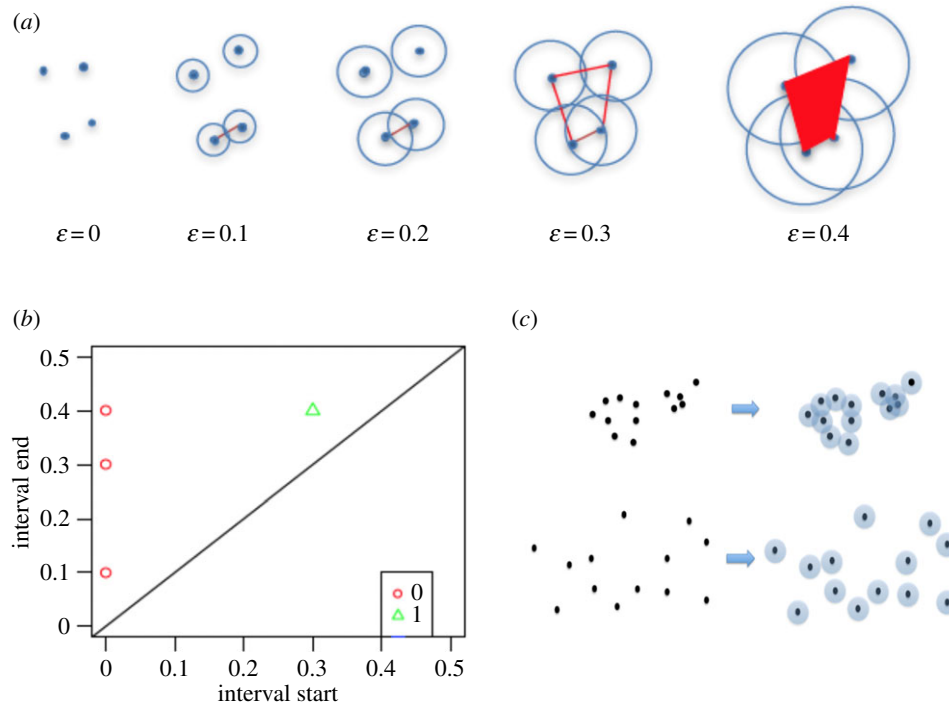 (a)
ε=0 ε=0.1 ε=0.2 ε=0.3 ε=0.4
(b)
0.5
0.4
0.3
0.2
0.1
0
interval end
0
1
0 0.1 0.2 0.3 0.4 0.5
interval start
(c)